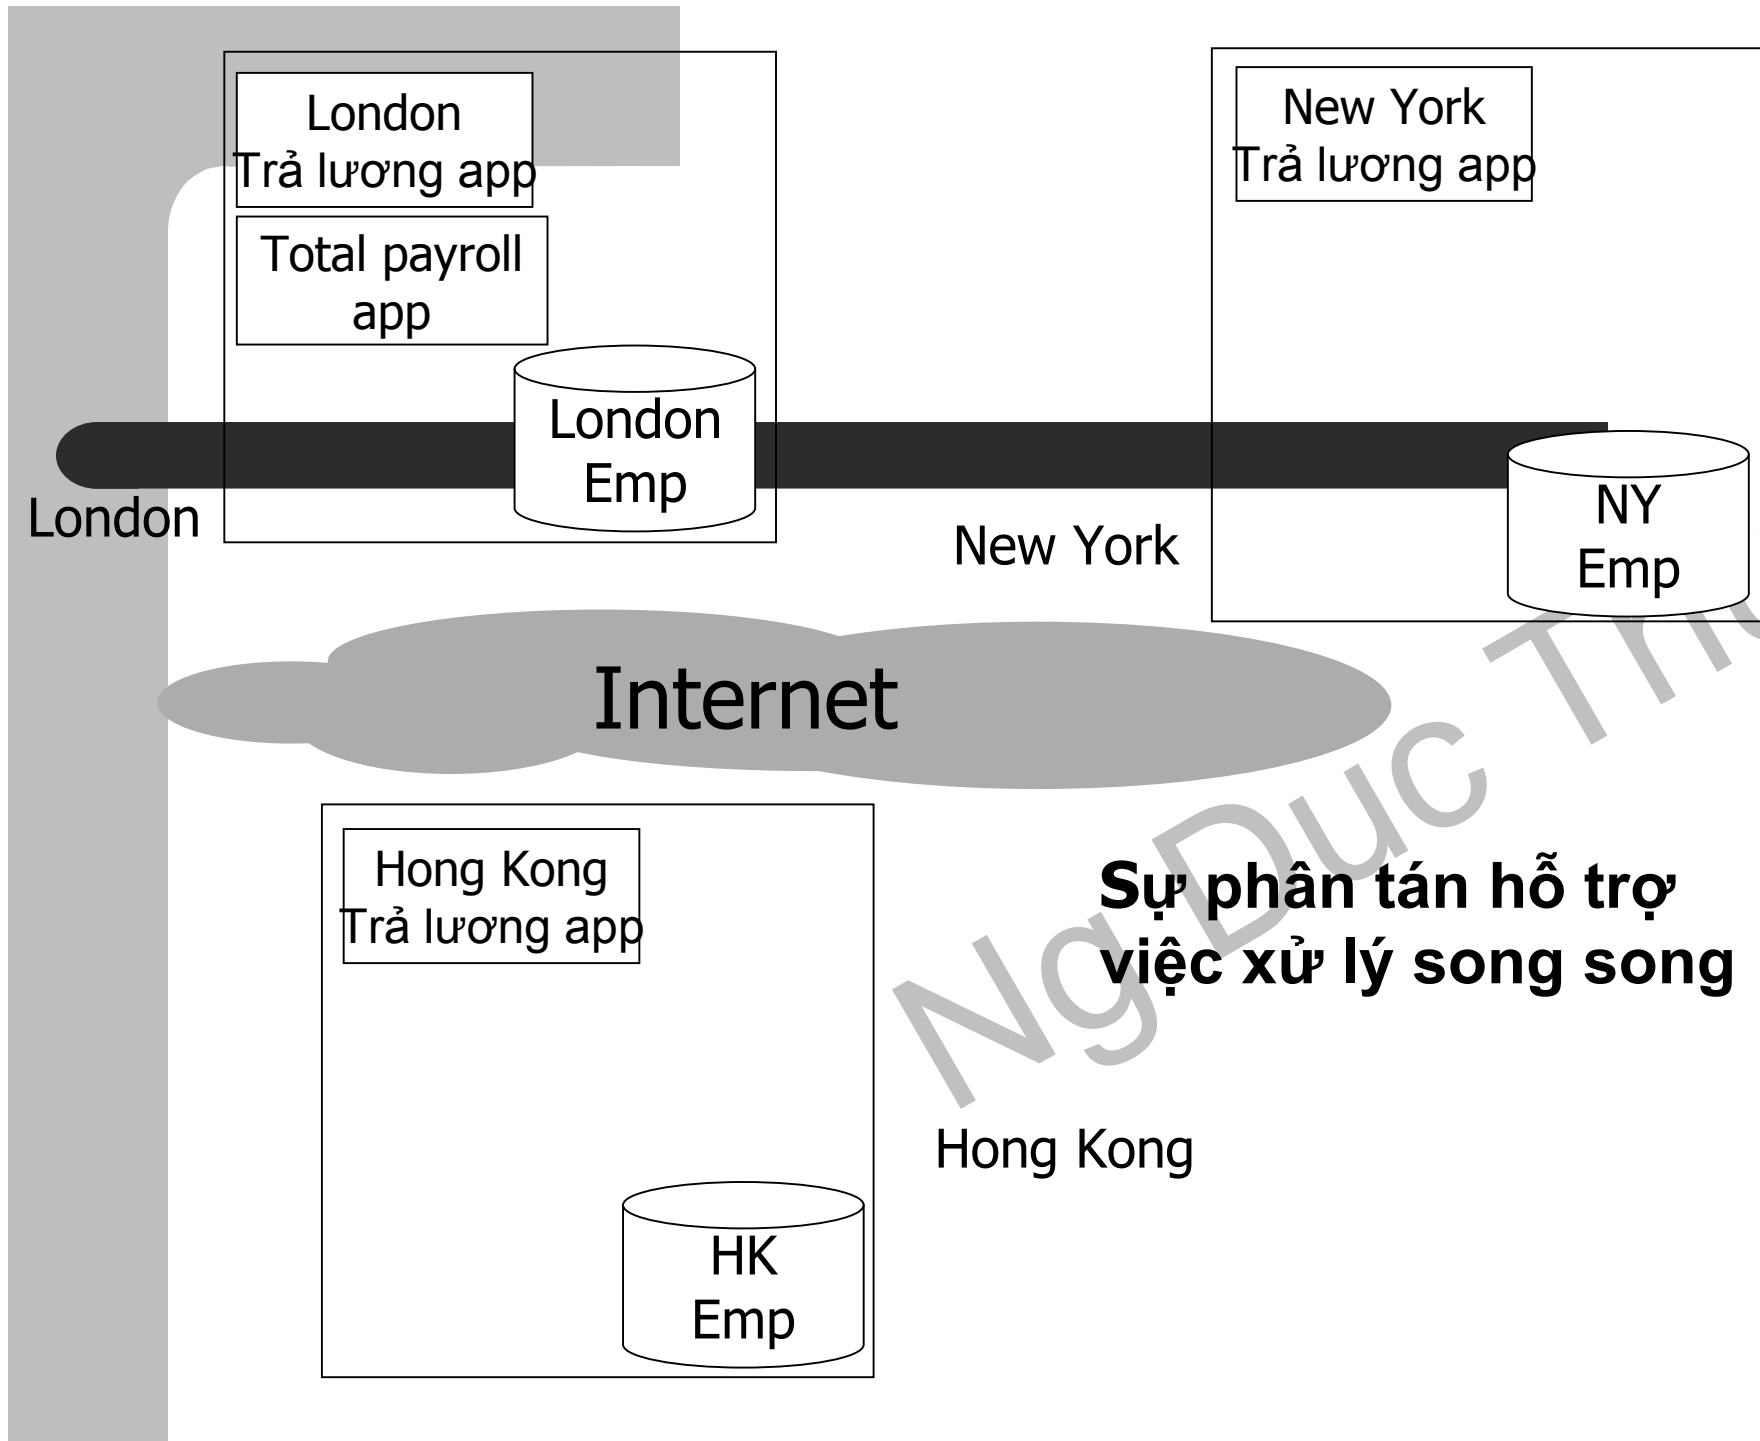 London
Trả lương app
Total payroll
app
London
Emp
London
New York
Trả lương app
NY
Emp
New York
Internet
Hong Kong
Trả lương app
HK
Emp
Hong Kong
Sự phân tán hỗ trợ
việc xử lý song song
Ng Duc